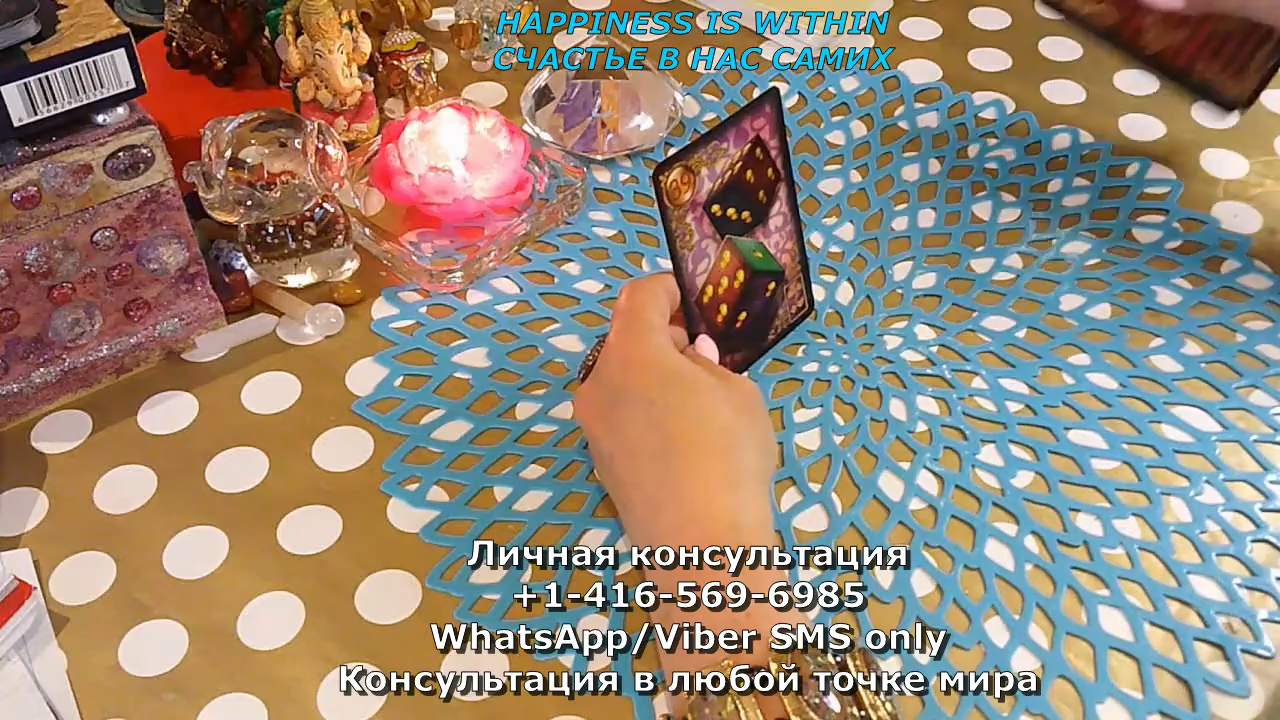 HAPPINESS IS WITHIN
СЧАСТЬЕ В НАС САМИХ
Личная консультация
+1-416-569-6985
WhatsApp/Viber SMS only
Консультация в любой точке мира